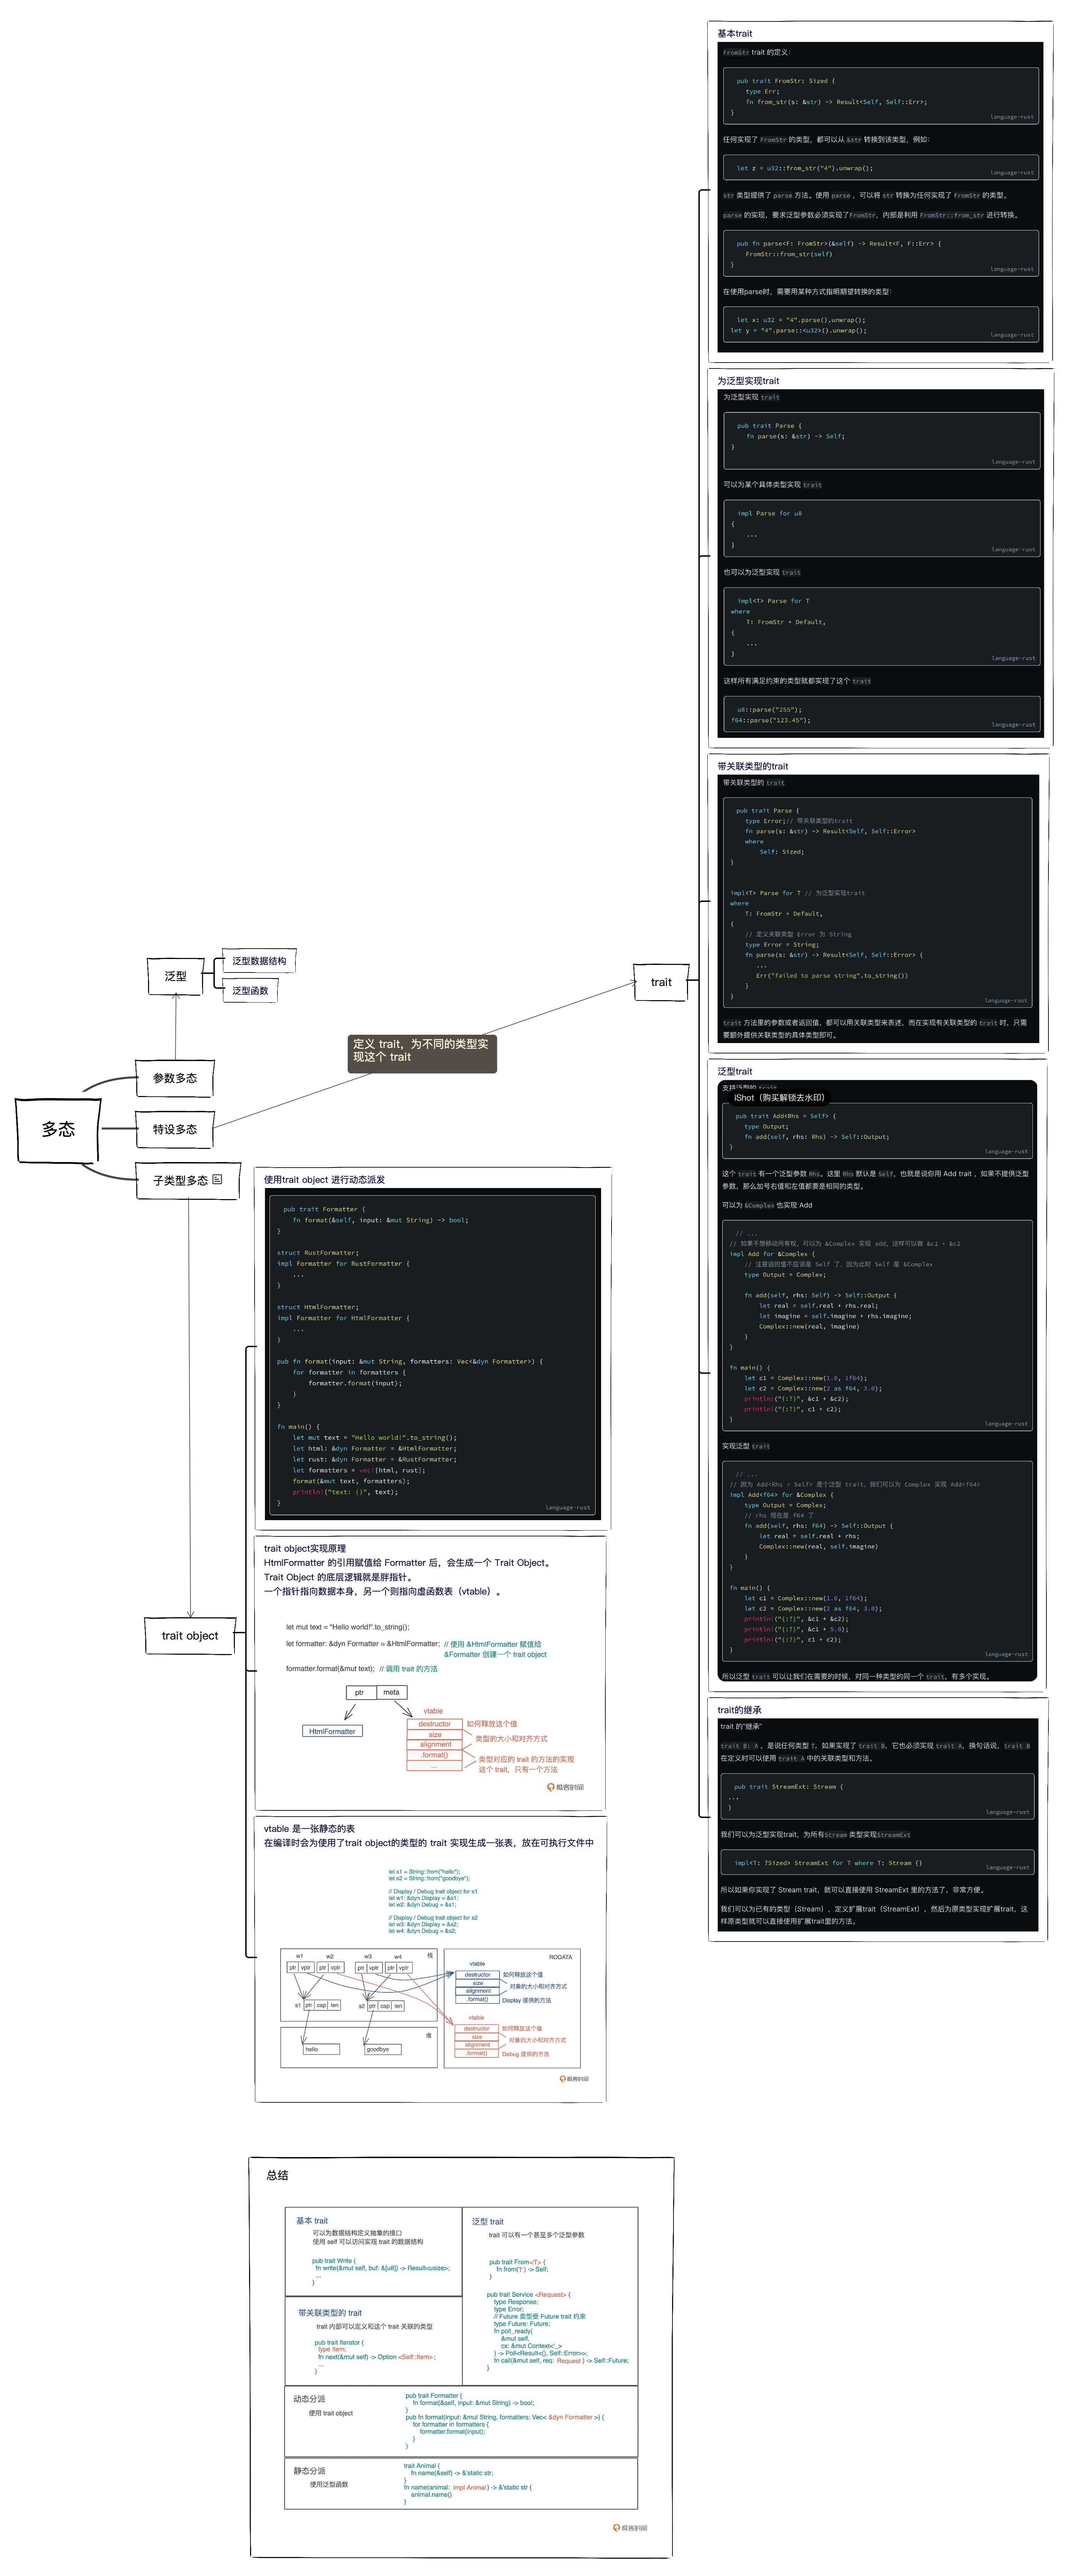 多态
参数多态
特设多态
子类型多态
泛型
泛型数据结构
泛型函数
定义 trait，为不同的类型实
现这个 trait
trait
基本trait
FromStr trait 的定义：
pub trait FromStr: Sized {
type Err;
fn from_str(s: &str) -> Result<Self, Self::Err>;
}
language-rust
任何实现了 FromStr 的类型，都可以从 &str 转换到该类型，例如：
let z = u32::from_str("4").unwrap();
language-rust
str 类型提供了 parse 方法。使用 parse ，可以将 str 转换为任何实现了 FromStr 的类型。
parse 的实现，要求泛型参数必须实现了FromStr，内部是利用 FromStr::from_str 进行转换。
pub fn parse<F: FromStr>(&self) -> Result<F, F::Err> {
FromStr::from_str(self)
}
language-rust
在使用parse时，需要用某种方式指明期望转换的类型：
let x: u32 = "4".parse().unwrap();
let y = "4".parse::<u32>().unwrap();
language-rust
为泛型实现trait
为泛型实现 trait
pub trait Parse {
fn parse(s: &str) -> Self;
}
language-rust
可以为某个具体类型实现 trait
impl Parse for u8
{
...
}
language-rust
也可以为泛型实现 trait
impl<T> Parse for T
where
T: FromStr + Default,
{
...
}
language-rust
这样所有满足约束的类型就都实现了这个 trait
u8::parse("255");
f64::parse("123.45");
language-rust
带关联类型的trait
带关联类型的 trait
pub trait Parse {
type Error;// 带关联类型的trait
fn parse(s: &str) -> Result<Self, Self::Error>
where
Self: Sized;
}
impl<T> Parse for T // 为泛型实现trait
where
T: FromStr + Default,
{
// 定义关联类型 Error 为 String
type Error = String;
fn parse(s: &str) -> Result<Self, Self::Error> {
...
Err("failed to parse string".to_string())
}
}
language-rust
trait 方法里的参数或者返回值，都可以用关联类型来表述，而在实现有关联类型的 trait 时，只需
要额外提供关联类型的具体类型即可。
泛型trait
支持泛型的 trait
iShot（购买解锁去水印）
pub trait Add<Rhs = Self> {
type Output;
fn add(self, rhs: Rhs) -> Self::Output;
}
language-rust
这个 trait 有一个泛型参数 Rhs。这里 Rhs 默认是 Self，也就是说你用 Add trait ，如果不提供泛型
参数，那么加号右值和左值都要是相同的类型。
可以为 &Complex 也实现 Add
// ...
// 如果不想移动所有权，可以为 &Complex 实现 add，这样可以做 &c1 + &c2
impl Add for &Complex {
// 注意返回值不应该是 Self 了，因为此时 Self 是 &Complex
type Output = Complex;
fn add(self, rhs: Self) -> Self::Output {
let real = self.real + rhs.real;
let imagine = self.imagine + rhs.imagine;
Complex::new(real, imagine)
}
}
fn main() {
let c1 = Complex::new(1.0, 1f64);
let c2 = Complex::new(2 as f64, 3.0);
println!("{:?}", &c1 + &c2);
println!("{:?}", c1 + c2);
}
language-rust
实现泛型 trait
// ...
// 因为 Add<Rhs = Self> 是个泛型 trait，我们可以为 Complex 实现 Add<f64>
impl Add<f64> for &Complex {
type Output = Complex;
// rhs 现在是 f64 了
fn add(self, rhs: f64) -> Self::Output {
let real = self.real + rhs;
Complex::new(real, self.imagine)
}
}
fn main() {
let c1 = Complex::new(1.0, 1f64);
let c2 = Complex::new(2 as f64, 3.0);
println!("{:?}", &c1 + &c2);
println!("{:?}", &c1 + 5.0);
println!("{:?}", c1 + c2);
}
language-rust
所以泛型 trait 可以让我们在需要的时候，对同一种类型的同一个 trait，有多个实现。
trait的继承
trait 的"继承"
trait B: A ，是说任何类型 T，如果实现了 trait B，它也必须实现 trait A，换句话说，trait B
在定义时可以使用 trait A 中的关联类型和方法。
pub trait StreamExt: Stream {
...
}
language-rust
我们可以为泛型实现trait，为所有Stream 类型实现StreamExt
impl<T: ?Sized> StreamExt for T where T: Stream {}
language-rust
所以如果你实现了 Stream trait，就可以直接使用 StreamExt 里的方法了，非常方便。
我们可以为已有的类型（Stream），定义扩展trait（StreamExt），然后为原类型实现扩展trait，这
样原类型就可以直接使用扩展trait里的方法。
trait object
使用trait object 进行动态派发
pub trait Formatter {
fn format(&self, input: &mut String) -> bool;
}
struct RustFormatter;
impl Formatter for RustFormatter {
...
}
struct HtmlFormatter;
impl Formatter for HtmlFormatter {
...
}
pub fn format(input: &mut String, formatters: Vec<&dyn Formatter>) {
for formatter in formatters {
formatter.format(input);
}
}
fn main() {
let mut text = "Hello world!".to_string();
let html: &dyn Formatter = &HtmlFormatter;
let rust: &dyn Formatter = &RustFormatter;
let formatters = vec![html, rust];
format(&mut text, formatters);
println!("text: {}", text);
}
language-rust
trait object实现原理
HtmlFormatter 的引用赋值给 Formatter 后，会生成一个 Trait Object。
Trait Object 的底层逻辑就是胖指针。
一个指针指向数据本身，另一个则指向虚函数表（vtable）。
let mut text = "Hello world!".to_string();
let formatter: &dyn Formatter = &HtmlFormatter; // 使用 &HtmlFormatter 赋值给
&Formatter 创建一个 trait object
formatter.format(&mut text); // 调用 trait 的方法
ptr meta
HtmlFormatter
vtable
destructor 如何释放这个值
size
类型的大小和对齐方式
alignment
.format() 类型对应的 trait 的方法的实现
... 这个 trait，只有一个方法
极客时间
vtable 是一张静态的表
在编译时会为使用了trait object的类型的 trait 实现生成一张表，放在可执行文件中
let s1 = String::from("hello");
let s2 = String::from("goodbye");
// Display / Debug trait object for s1
let w1: &dyn Display = &s1;
let w2: &dyn Debug = &s1;
// Display / Debug trait object for s2
let w3: &dyn Display = &s2;
let w4: &dyn Debug = &s2;
w1 w2 w3 w4 栈
ptr vptr ptr vptr ptr vptr ptr vptr
s1 ptr cap len
s2 ptr cap len
堆
hello
goodbye
RODATA
vtable
destructor 如何释放这个值
size
对象的大小和对齐方式
alignment
.format() Display 提供的方法
vtable
destructor 如何释放这个值
size
对象的大小和对齐方式
alignment
.format() Debug 提供的方法
极客时间
总结
基本 trait
可以为数据结构定义抽象的接口
使用 self 可以访问实现 trait 的数据结构
pub trait Write {
fn write(&mut self, buf: &[u8]) -> Result<usize>;
...
}
带关联类型的 trait
trait 内部可以定义和这个 trait 关联的类型
pub trait Iterator {
type Item;
fn next(&mut self) -> Option <Self::Item> ;
...
}
泛型 trait
trait 可以有一个甚至多个泛型参数
pub trait From<T> {
fn from(T ) -> Self;
}
pub trait Service <Request> {
type Response;
type Error;
// Future 类型受 Future trait 约束
type Future: Future;
fn poll_ready(
&mut self,
cx: &mut Context<'_>
) -> Poll<Result<(), Self::Error>>;
fn call(&mut self, req: Request ) -> Self::Future;
}
动态分派
使用 trait object
pub trait Formatter {
fn format(&self, input: &mut String) -> bool;
}
pub fn format(input: &mut String, formatters: Vec< &dyn Formatter >) {
for formatter in formatters {
formatter.format(input);
}
}
静态分派
使用泛型函数
trait Animal {
fn name(&self) -> &'static str;
}
fn name(animal: impl Animal ) -> &'static str {
animal.name()
}
极客时间